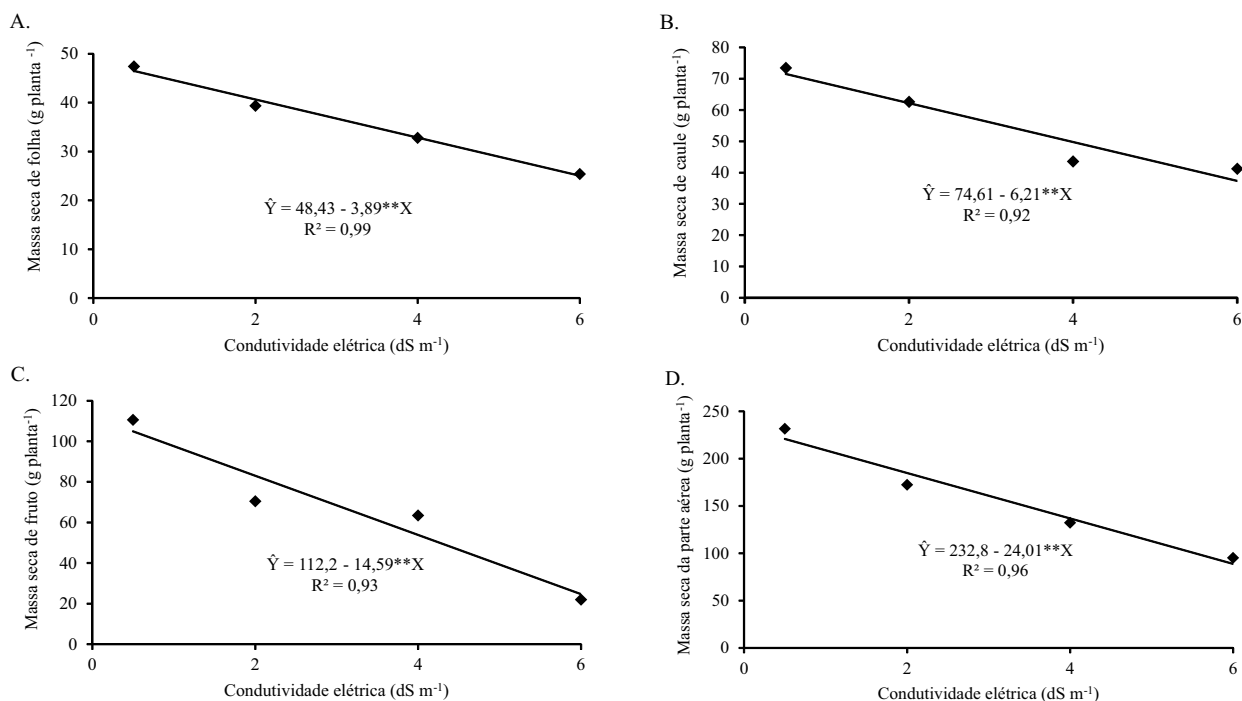 A.
Massa seca de folha (g planta ⁻¹)
50
40
30
20
10
0
Ŷ = 48,43 - 3,89**X
R² = 0,99
0 2 4 6
Condutividade elétrica (dS m⁻¹)
B.
Massa seca de caule (g planta⁻¹)
80
70
60
50
40
30
20
10
0
Ŷ = 74,61 - 6,21**X
R² = 0,92
0 2 4 6
Condutividade elétrica (dS m⁻¹)
C.
Massa seca de fruto (g planta⁻¹)
120
100
80
60
40
20
0
Ŷ = 112,2 - 14,59**X
R² = 0,93
0 2 4 6
Condutividade elétrica (dS m⁻¹)
D.
Massa seca da parte aérea (g planta⁻¹)
250
200
150
100
50
0
Ŷ = 232,8 - 24,01**X
R² = 0,96
0 2 4 6
Condutividade elétrica (dS m⁻¹)